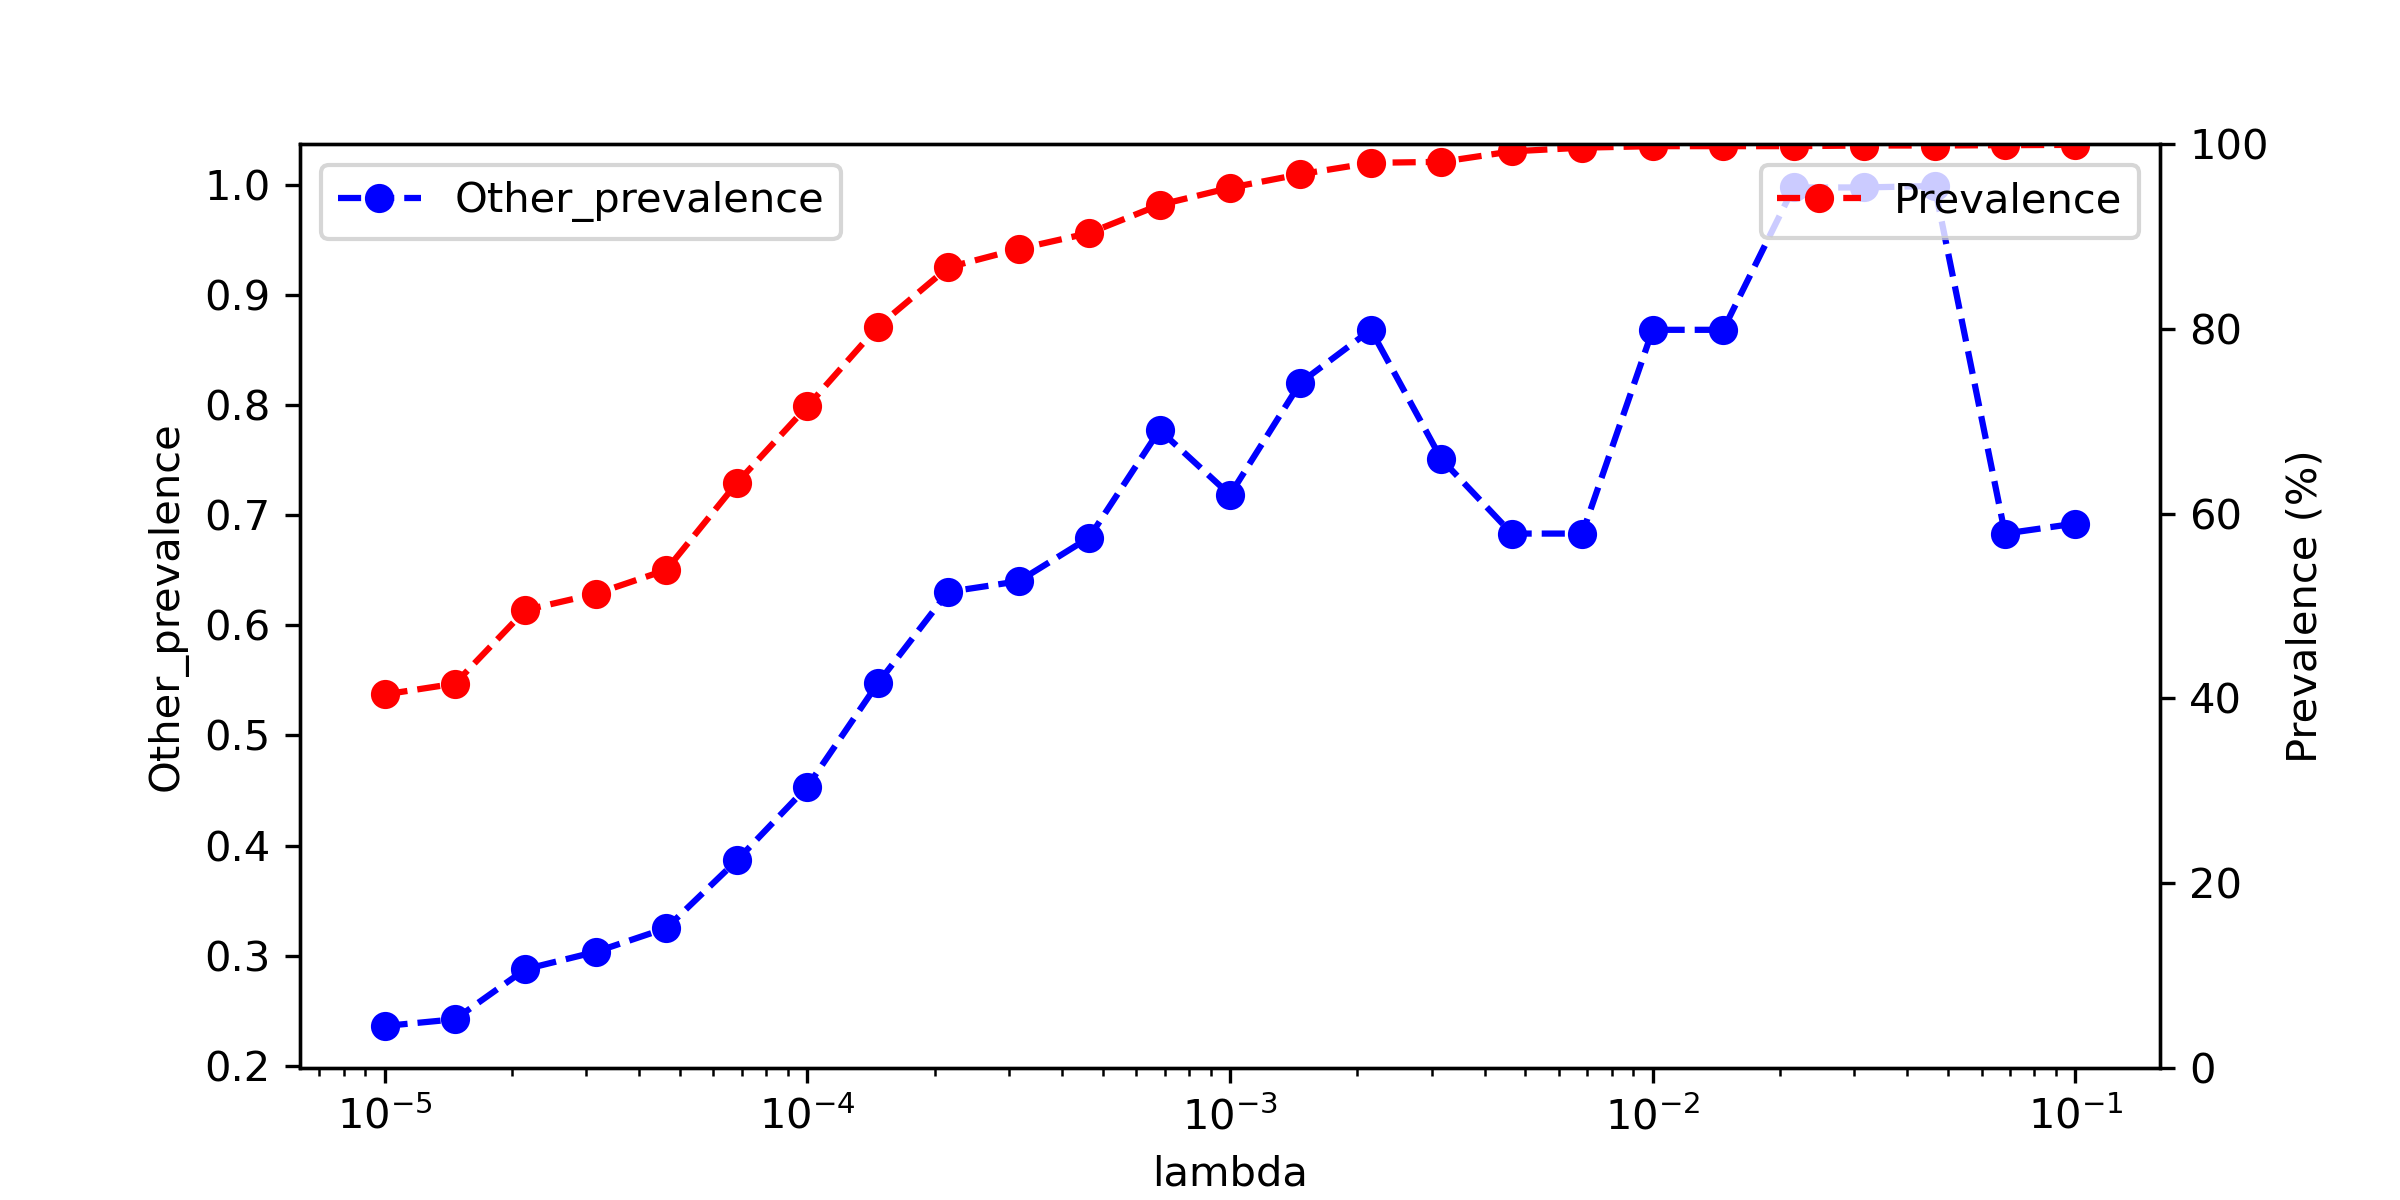 Other_prevalence
Prevalence
1.0
0.9
0.8
0.7
0.6
0.5
0.4
0.3
0.2
Other_prevalence
100
80
60
40
20
0
Prevalence (%)
10⁻⁵ 10⁻⁴ 10⁻³ 10⁻² 10⁻¹
lambda